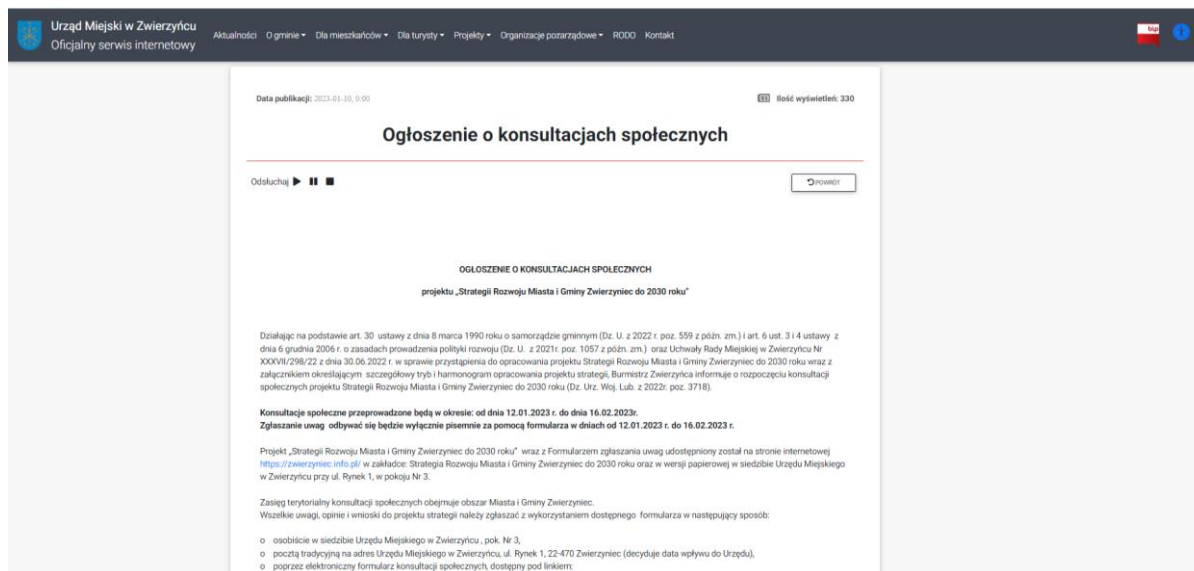 Urząd Miejski w Zwierzyńcu
Oficjalny serwis internetowy
Aktualności O gminie Dla mieszkańców Dla turysty Projekty Organizacje pozarządowe RODO Kontakt
bip
Data publikacji: 2023-01-10, 0:00
Ilość wyświetleń: 330
Ogłoszenie o konsultacjach społecznych
Odsłuchaj
POWRÓT
OGŁOSZENIE O KONSULTACJACH SPOŁECZNYCH
projektu „Strategii Rozwoju Miasta i Gminy Zwierzyniec do 2030 roku"
Działając na podstawie art. 30 ustawy z dnia 8 marca 1990 roku o samorządzie gminnym (Dz. U. z 2022 r. poz. 559 z późn. zm.) i art. 6 ust. 3 i 4 ustawy z
dnia 6 grudnia 2006 r. o zasadach prowadzenia polityki rozwoju (Dz. U. z 2021r. poz. 1057 z późn. zm.) oraz Uchwały Rady Miejskiej w Zwierzyńcu Nr
XXXVII/298/22 z dnia 30.06.2022 r. w sprawie przystąpienia do opracowania projektu Strategii Rozwoju Miasta i Gminy Zwierzyniec do 2030 roku wraz z
załącznikiem określającym szczegółowy tryb i harmonogram opracowania projektu strategii, Burmistrz Zwierzyńca informuje o rozpoczęciu konsultacji
społecznych projektu Strategii Rozwoju Miasta i Gminy Zwierzyniec do 2030 roku (Dz. Urz. Woj. Lub. z 2022r. poz. 3718).
Konsultacje społeczne przeprowadzone będą w okresie: od dnia 12.01.2023 r. do dnia 16.02.2023r.
Zgłaszanie uwag odbywać się będzie wyłącznie pisemnie za pomocą formularza w dniach od 12.01.2023 r. do 16.02.2023 r.
Projekt „Strategii Rozwoju Miasta i Gminy Zwierzyniec do 2030 roku" wraz z Formularzem zgłaszania uwag udostępniony został na stronie internetowej
https://zwierzyniec.info.pl/ w zakładce: Strategia Rozwoju Miasta i Gminy Zwierzyniec do 2030 roku oraz w wersji papierowej w siedzibie Urzędu Miejskiego
w Zwierzyńcu przy ul. Rynek 1, w pokoju Nr 3.
Zasięg terytorialny konsultacji społecznych obejmuje obszar Miasta i Gminy Zwierzyniec.
Wszelkie uwagi, opinie i wnioski do projektu strategii należy zgłaszać z wykorzystaniem dostępnego formularza w następujący sposób:
o osobiście w siedzibie Urzędu Miejskiego w Zwierzyńcu , pok. Nr 3,
o pocztą tradycyjną na adres Urzędu Miejskiego w Zwierzyńcu, ul. Rynek 1, 22-470 Zwierzyniec (decyduje data wpływu do Urzędu),
o poprzez elektroniczny formularz konsultacji społecznych, dostępny pod linkiem: